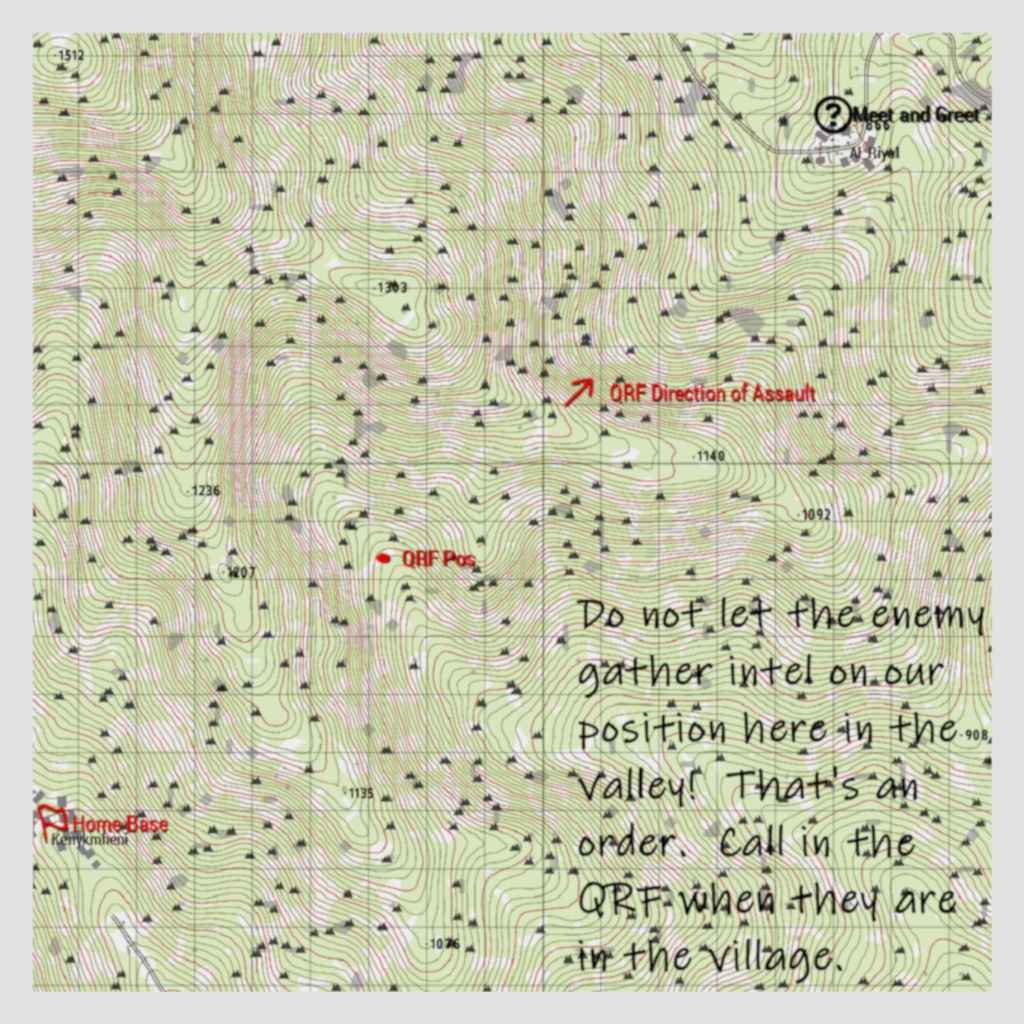 1512
Meet and Greet
866
Al Riyal
1303
QRF Direction of Assault
1140
1236
1092
QRF Pos
1207
Do not let the enemy
gather intel on our
position here in the
908
Valley! That's an
1135
order. Call in the
Home Base
Kenykmlieni
QRF when they are
1076
in the village.